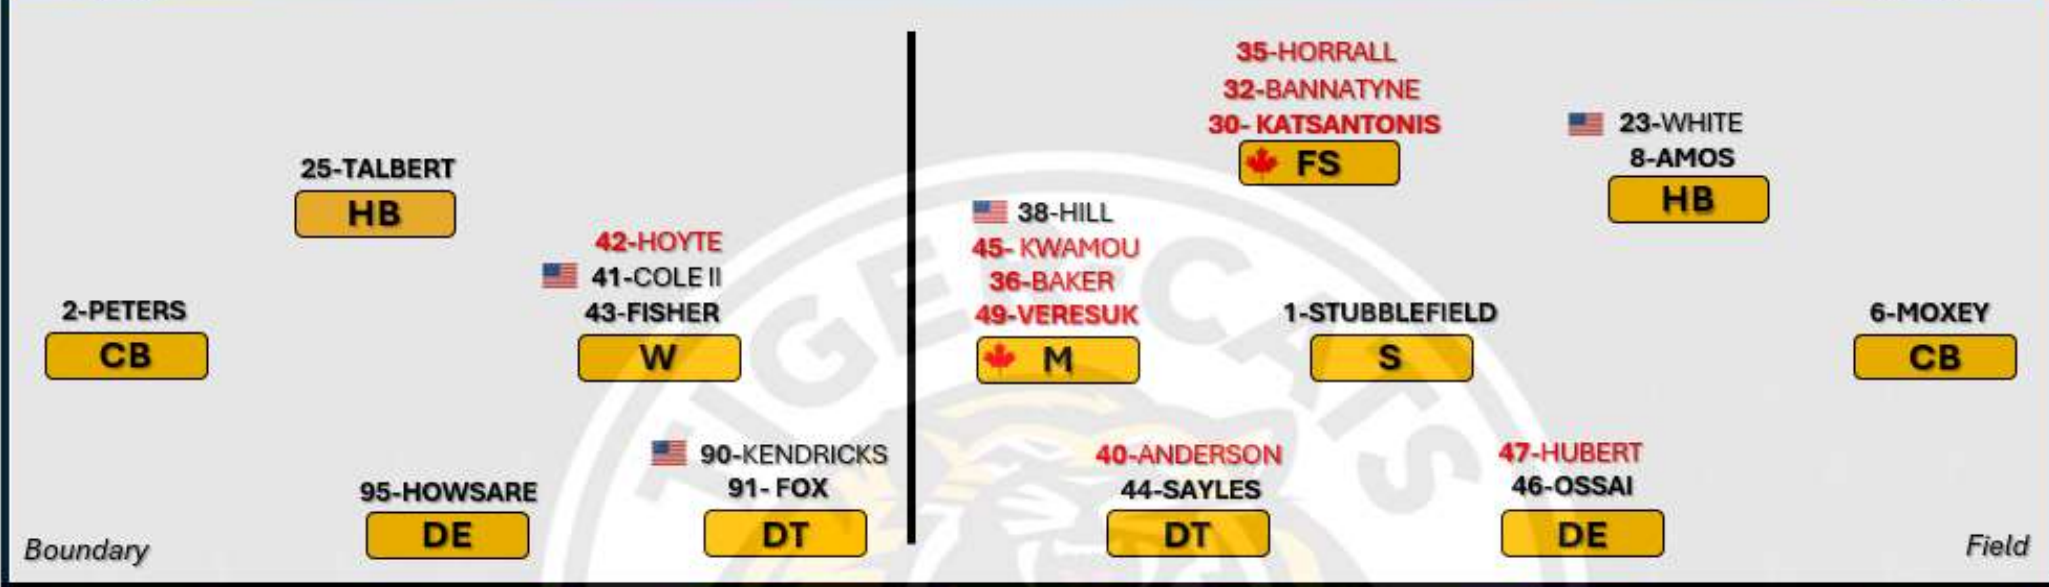 35-HORRALL
32-BANNATYNE
30- KATSANTONIS
FS
23-WHITE
8-AMOS
HB
25-TALBERT
HB
38-HILL
45- KWAMOU
36-BAKER
49-VERESUK
M
42-HOYTE
41-COLE II
43-FISHER
W
2-PETERS
CB
1-STUBBLEFIELD
S
6-MOXEY
CB
90-KENDRICKS
91- FOX
DT
40-ANDERSON
44-SAYLES
DT
47-HUBERT
46-OSSAI
DE
95-HOWSARE
DE
Boundary
Field
TIGER-CATS